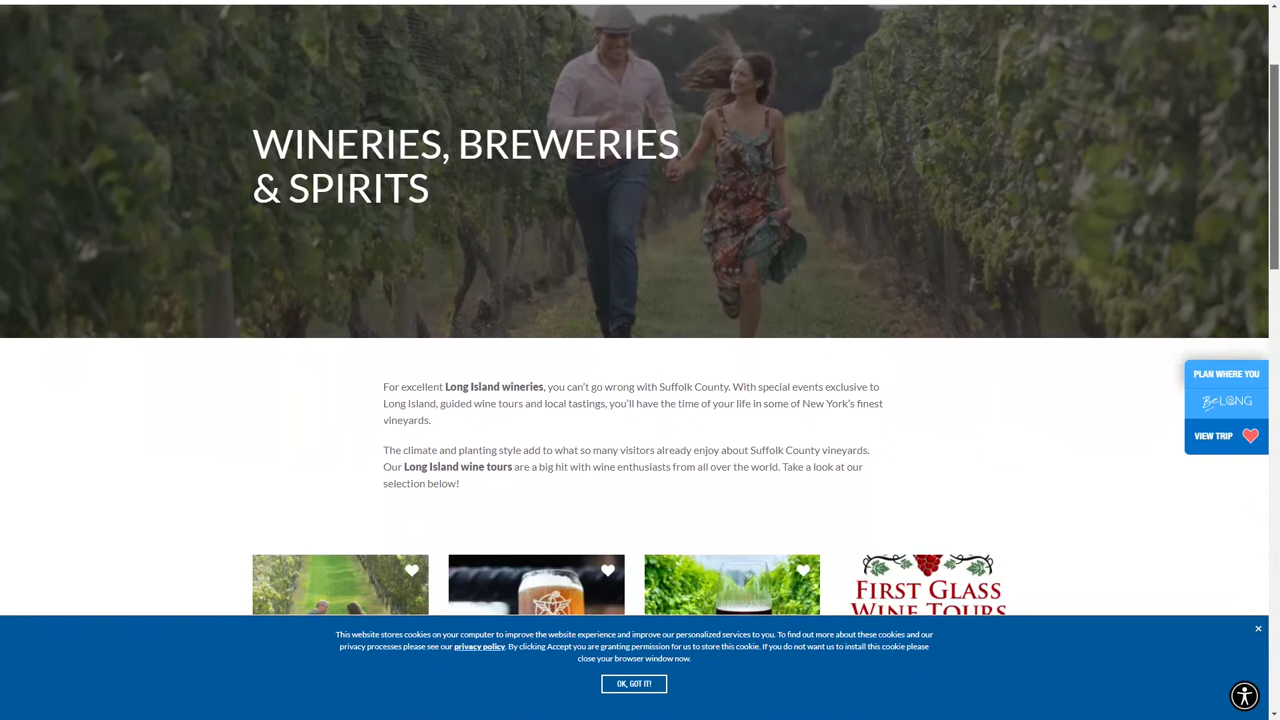 WINERIES, BREWERIES
& SPIRITS
PLAN WHERE YOU
Be LONG
VIEW TRIP
For excellent Long Island wineries, you can't go wrong with Suffolk County. With special events exclusive to
Long Island, guided wine tours and local tastings, you'll have the time of your life in some of New York's finest
vineyards.
The climate and planting style add to what so many visitors already enjoy about Suffolk County vineyards.
Our Long Island wine tours are a big hit with wine enthusiasts from all over the world. Take a look at our
selection below!
FIRST GLASS
WINE TOURS
This website stores cookies on your computer to improve the website experience and improve our personalized services to you. To find out more about these cookies and our
privacy processes please see our privacy policy. By clicking Accept you are granting permission for us to store this cookie. If you do not want us to install this cookie please
close your browser window now.
OK, GOT IT!